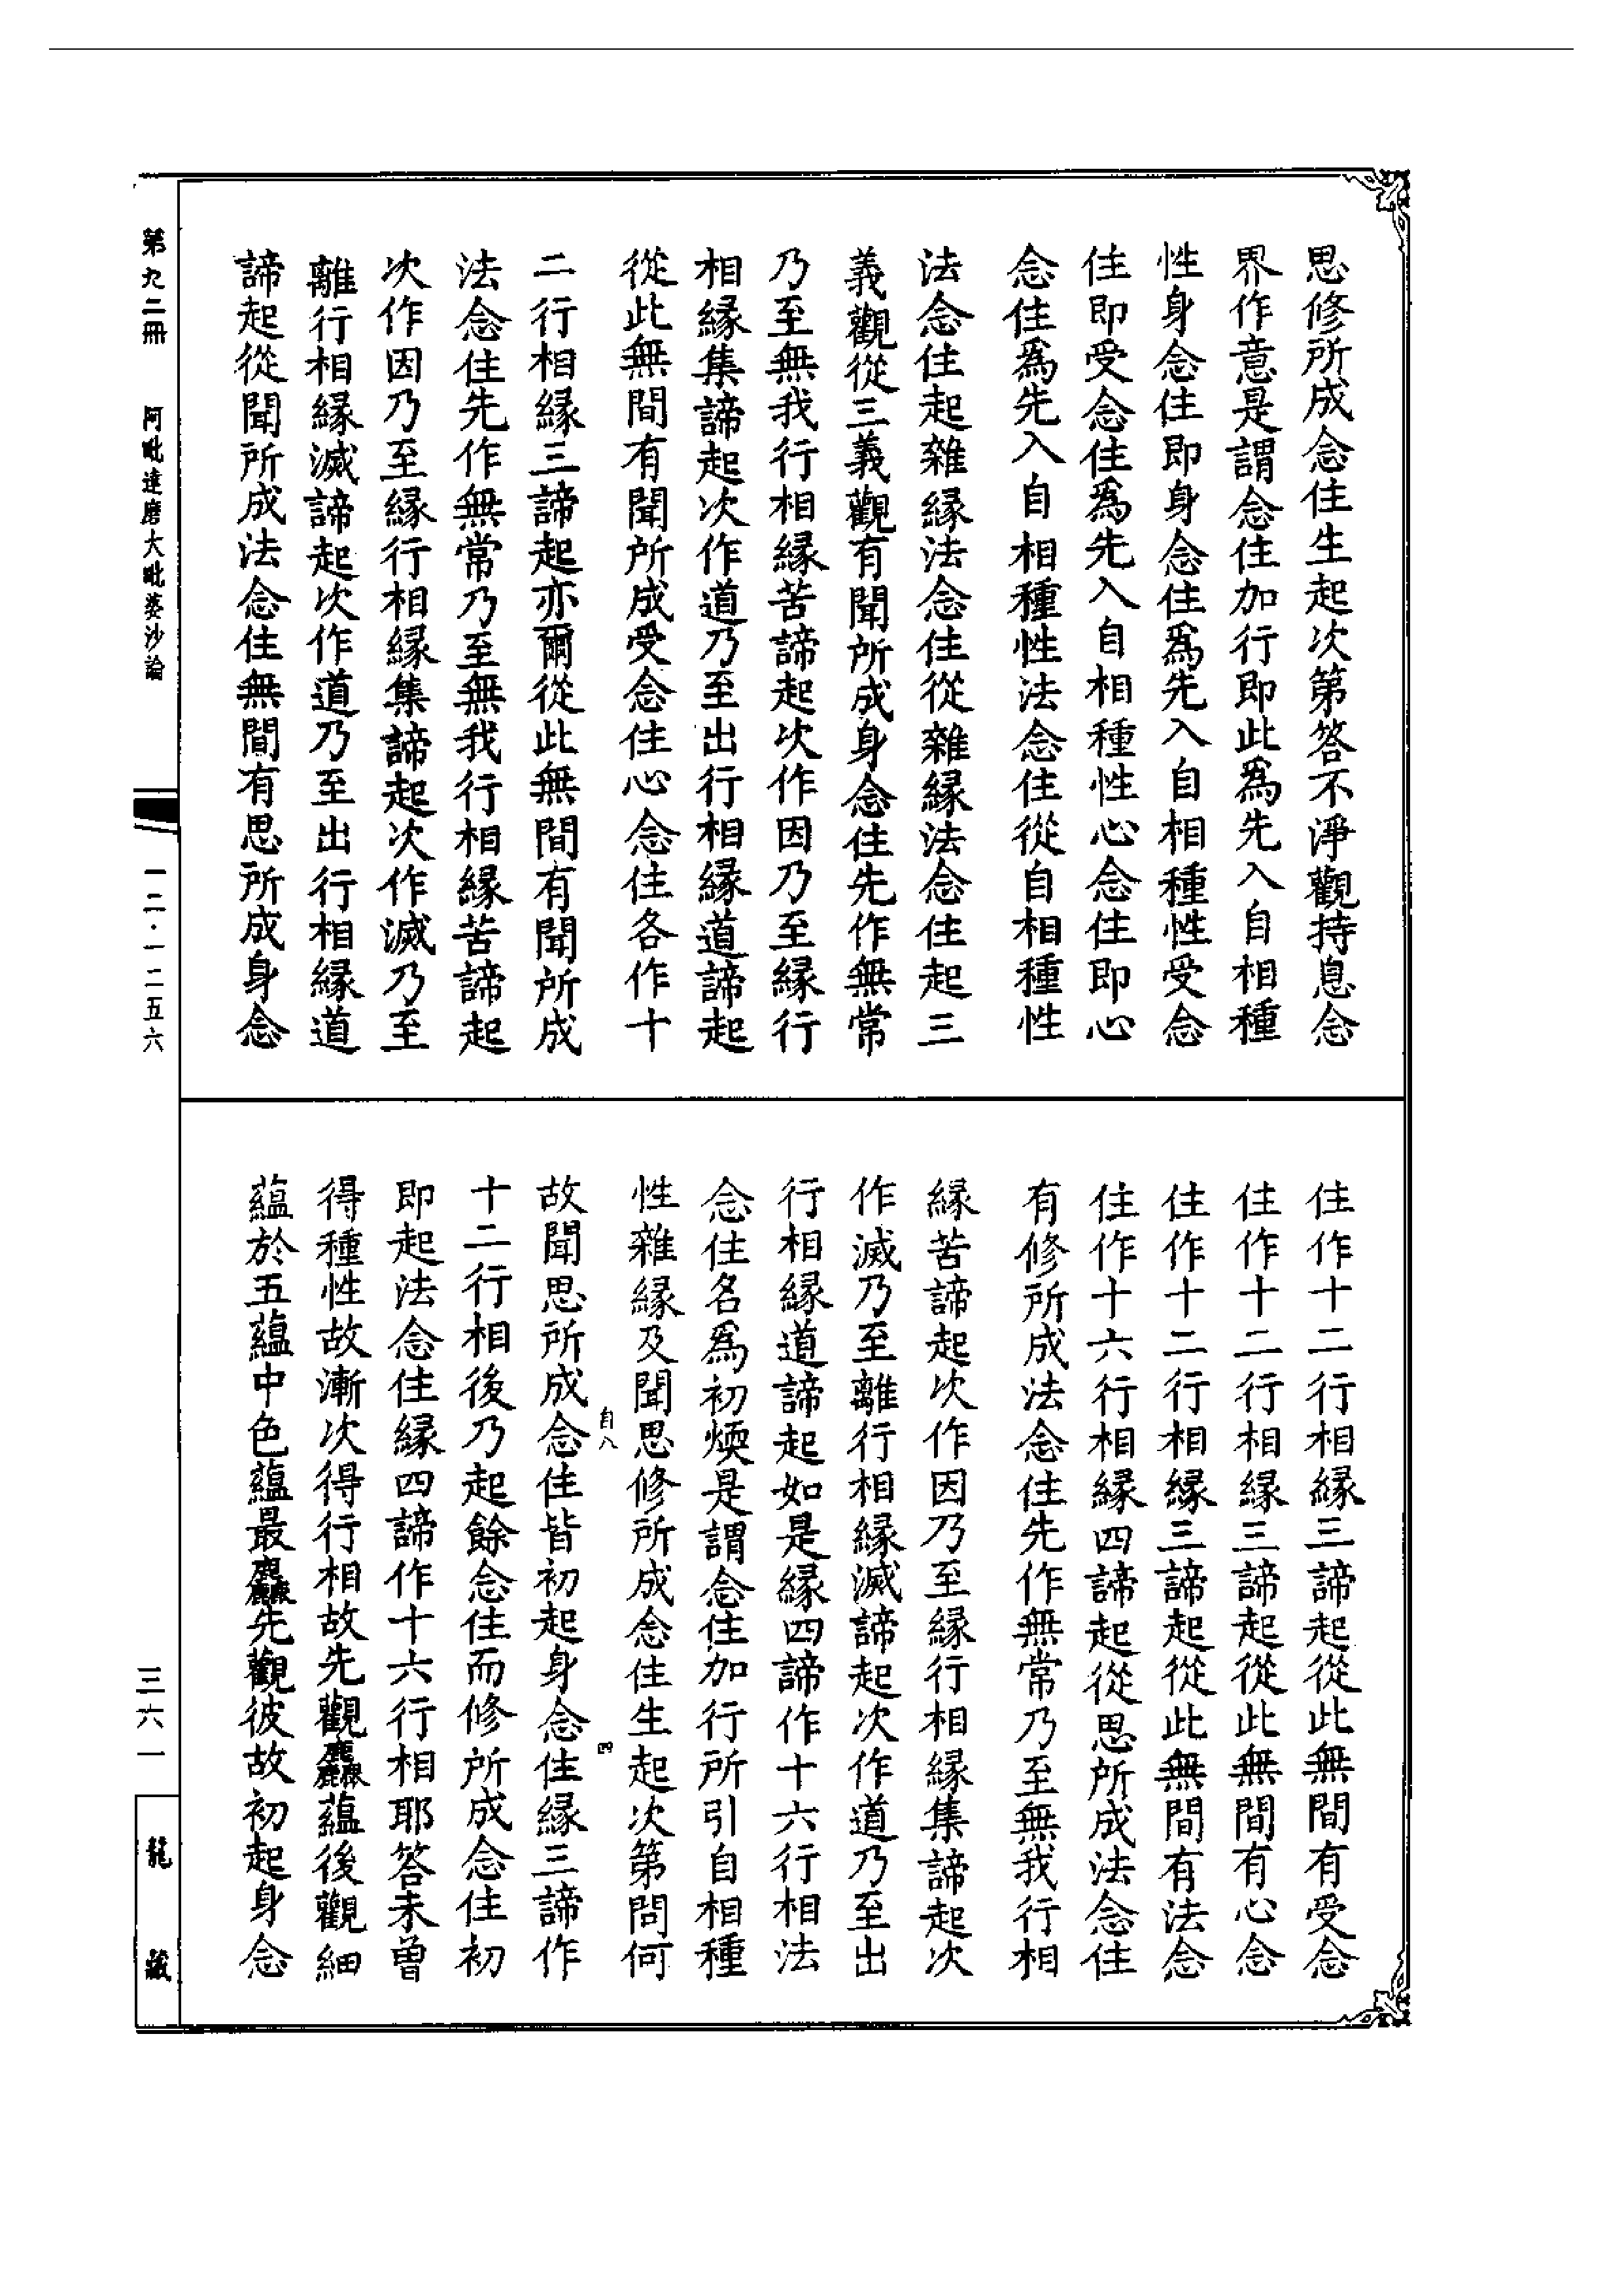 思修所成念住生起次第答不淨觀持息念
界作意是謂念住加行即此爲先入自相種
性身念住即身念住爲先入自相種性受念
住即受念住爲先入自相種性心念住即心
念住爲先入自相種性法念住從自相種性
法念住起雜緣法念住從雜緣法念住起三
義觀從三義觀有聞所成身念住先作無常
乃至無我行相緣苦諦起次作因乃至緣行
相緣集諦起次作道乃至出行相緣道諦起
從此無間有聞所成受念住心念住各作十
二行相緣三諦起亦爾從此無間有聞所成
法念住先作無常乃至無我行相緣苦諦起
次作因乃至緣行相緣集諦起次作滅乃至
離行相緣滅諦起次作道乃至出行相緣道
諦起從聞所成法念住無間有思所成身念
住作十二行相緣三諦起從此無間有受念
住作十二行相緣三諦起從此無間有心念
住作十二行相緣三諦起從此無間有法念
住作十六行相緣四諦起從思所成法念住
有修所成法念住先作無常乃至無我行相
緣苦諦起次作因乃至緣行相緣集諦起次
作滅乃至離行相緣滅諦起次作道乃至出
行相緣道諦起如是緣四諦作十六行相法
念住名爲初煗是謂念住加行所引自相種
性雜緣及聞思修所成念住生起次第問何
自八 四
故聞思所成念住皆初起身念住緣三諦作
十二行相後乃起餘念住而修所成念住初
即起法念住緣四諦作十六行相耶答未曾
得種性故漸次得行相故先觀麤蘊後觀細
蘊於五蘊中色蘊最麤先觀彼故初起身念
第九二冊 阿毗達磨大毗婆沙論 一二·一二五六 三六一 龍藏